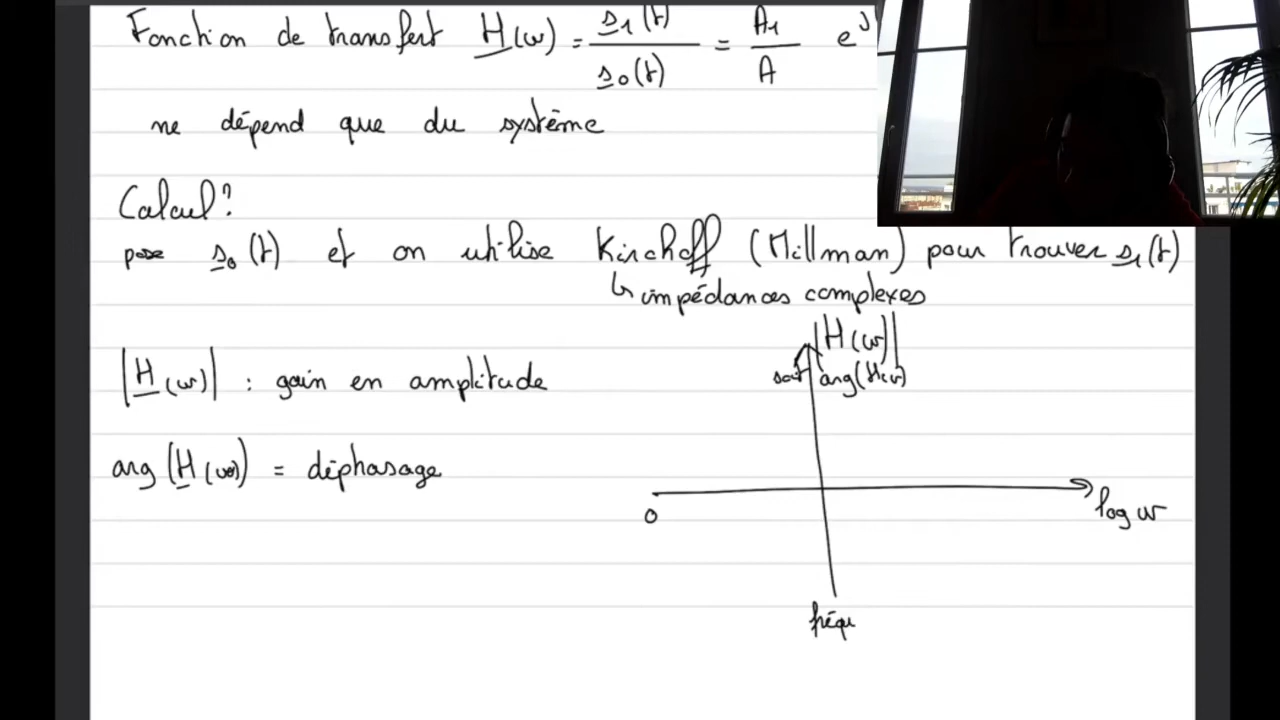 Fonction de transfert H(ω) = s₁(t) / s₀(t) = A₁ / A e^j
ne dépend que du système
Calcul ?
pose s₀(t) et on utilise Kirchoff (Millman) pour trouver s₁(t)
↳ impédances complexes
|H(ω)|
|H(ω)| : gain en amplitude
soit arg(H(ω))
arg(H(ω)) = déphasage
0
log ω
fréqu